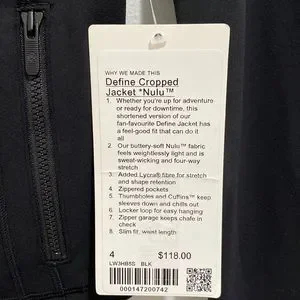 WHY WE MADE THIS
Define Cropped
Jacket *Nulu™
1. Whether you're up for adventure
or ready for downtime, this
shortened version of our
fan-favourite Define Jacket has
a feel-good fit that can do it
all
2. Our buttery-soft Nulu™ fabric
feels weightlessly light and is
sweat-wicking and four-way
stretch
3. Added Lycra® fibre for stretch
and shape retention
4. Zippered pockets
5. Thumbholes and Cuffins™ keep
sleeves down and chills out
6. Locker loop for easy hanging
7. Zipper garage keeps chafe in
check
8. Slim fit, waist length
4 $118.00
LW3HB5S BLK
000147200742